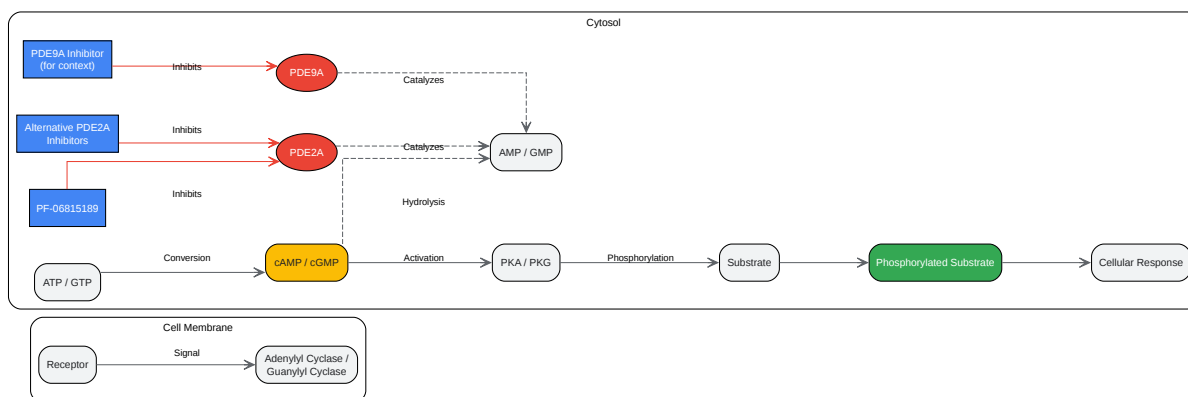 Cytosol
PDE9A Inhibitor
(for context)
Inhibits
PDE9A
Catalyzes
Alternative PDE2A
Inhibitors
Inhibits
PDE2A
Catalyzes
AMP / GMP
PF-06815189
Inhibits
Hydrolysis
ATP / GTP
Conversion
cAMP / cGMP
Activation
PKA / PKG
Phosphorylation
Substrate
Phosphorylated Substrate
Cellular Response
Cell Membrane
Receptor
Signal
Adenylyl Cyclase /
Guanylyl Cyclase